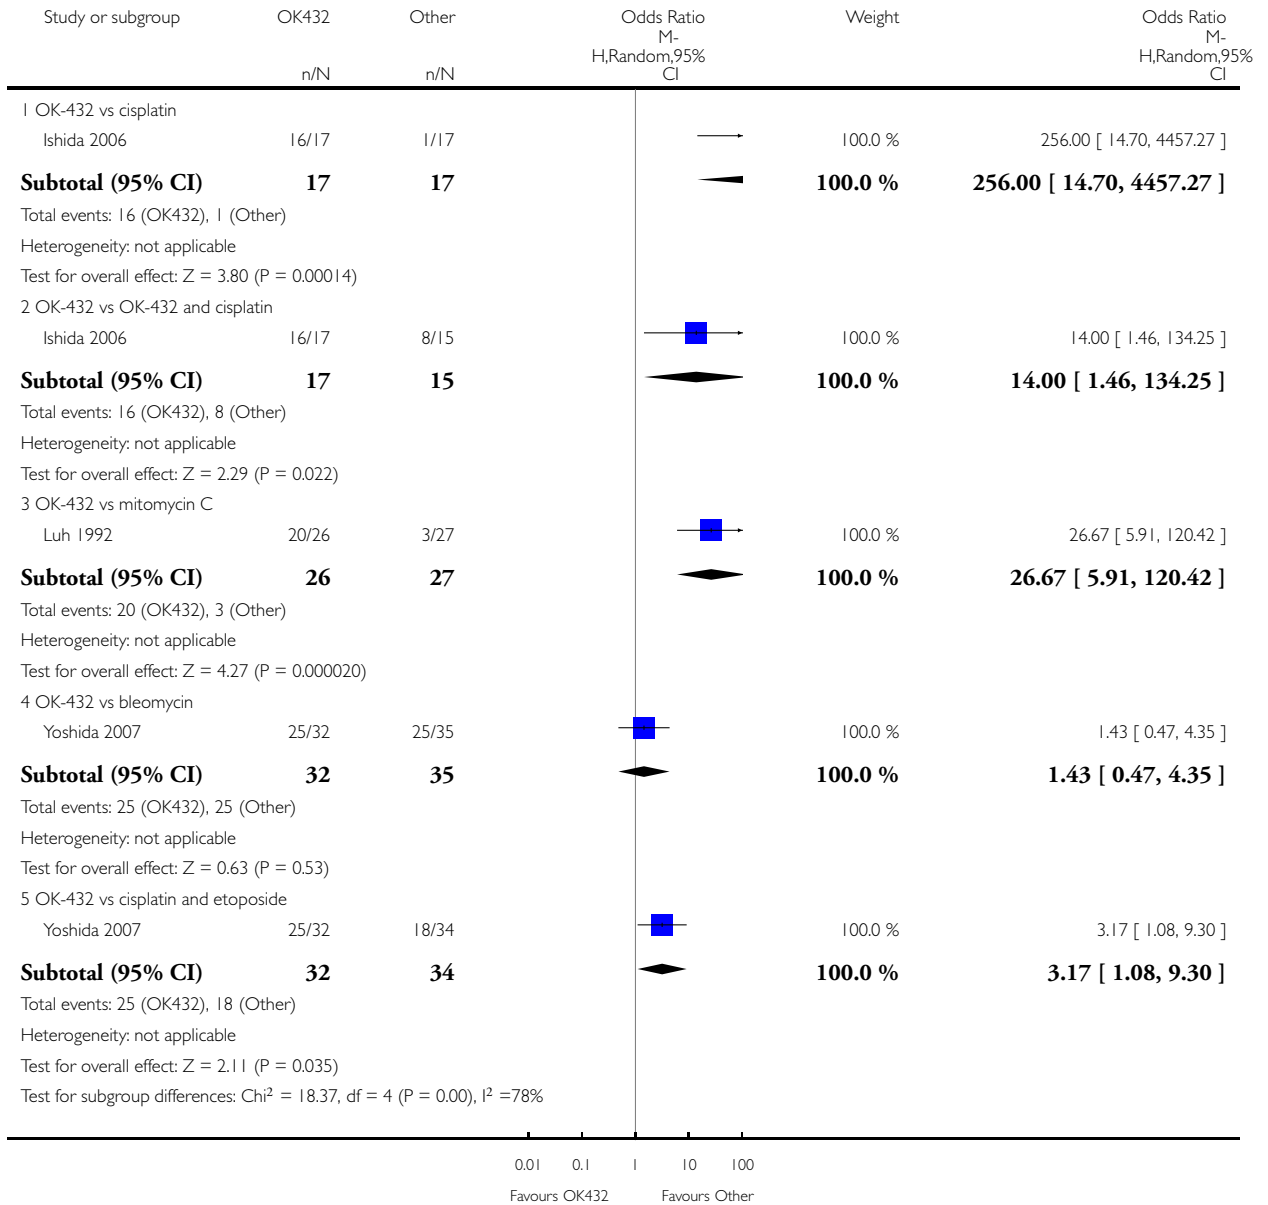 Study or subgroup OK432 Other Odds Ratio Weight Odds Ratio
M- M-
H,Random,95% H,Random,95%
n/N n/N CI CI
1 OK-432 vs cisplatin
Ishida 2006 16/17 1/17 100.0 % 256.00 [ 14.70, 4457.27 ]
Subtotal (95% CI) 17 17 100.0 % 256.00 [ 14.70, 4457.27 ]
Total events: 16 (OK432), 1 (Other)
Heterogeneity: not applicable
Test for overall effect: Z = 3.80 (P = 0.00014)
2 OK-432 vs OK-432 and cisplatin
Ishida 2006 16/17 8/15 100.0 % 14.00 [ 1.46, 134.25 ]
Subtotal (95% CI) 17 15 100.0 % 14.00 [ 1.46, 134.25 ]
Total events: 16 (OK432), 8 (Other)
Heterogeneity: not applicable
Test for overall effect: Z = 2.29 (P = 0.022)
3 OK-432 vs mitomycin C
Luh 1992 20/26 3/27 100.0 % 26.67 [ 5.91, 120.42 ]
Subtotal (95% CI) 26 27 100.0 % 26.67 [ 5.91, 120.42 ]
Total events: 20 (OK432), 3 (Other)
Heterogeneity: not applicable
Test for overall effect: Z = 4.27 (P = 0.000020)
4 OK-432 vs bleomycin
Yoshida 2007 25/32 25/35 100.0 % 1.43 [ 0.47, 4.35 ]
Subtotal (95% CI) 32 35 100.0 % 1.43 [ 0.47, 4.35 ]
Total events: 25 (OK432), 25 (Other)
Heterogeneity: not applicable
Test for overall effect: Z = 0.63 (P = 0.53)
5 OK-432 vs cisplatin and etoposide
Yoshida 2007 25/32 18/34 100.0 % 3.17 [ 1.08, 9.30 ]
Subtotal (95% CI) 32 34 100.0 % 3.17 [ 1.08, 9.30 ]
Total events: 25 (OK432), 18 (Other)
Heterogeneity: not applicable
Test for overall effect: Z = 2.11 (P = 0.035)
Test for subgroup differences: Chi² = 18.37, df = 4 (P = 0.00), I² =78%
0.01 0.1 1 10 100
Favours OK432 Favours Other